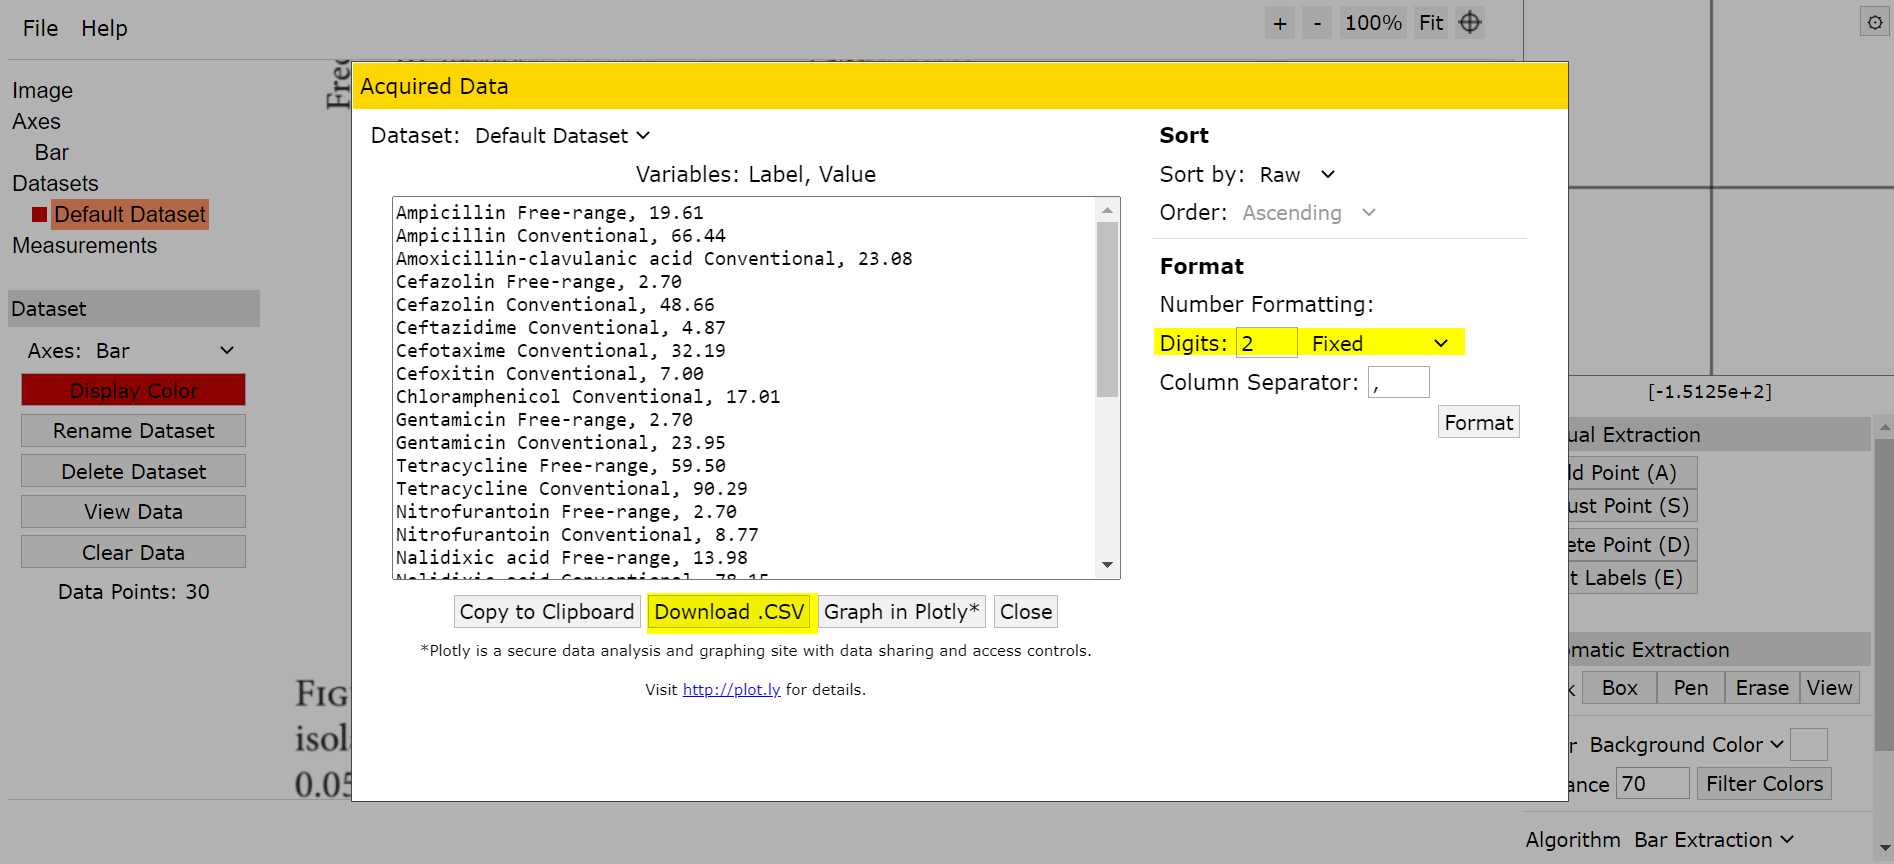 File Help
+ - 100% Fit
Image
Axes
Bar
Datasets
Default Dataset
Measurements
Dataset
Axes: Bar
Display Color
Rename Dataset
Delete Dataset
View Data
Clear Data
Data Points: 30
Acquired Data
Dataset: Default Dataset
Variables: Label, Value
Ampicillin Free-range, 19.61
Ampicillin Conventional, 66.44
Amoxicillin-clavulanic acid Conventional, 23.08
Cefazolin Free-range, 2.70
Cefazolin Conventional, 48.66
Ceftazidime Conventional, 4.87
Cefotaxime Conventional, 32.19
Cefoxitin Conventional, 7.00
Chloramphenicol Conventional, 17.01
Gentamicin Free-range, 2.70
Gentamicin Conventional, 23.95
Tetracycline Free-range, 59.50
Tetracycline Conventional, 90.29
Nitrofurantoin Free-range, 2.70
Nitrofurantoin Conventional, 8.77
Nalidixic acid Free-range, 13.98
Nalidixic acid Conventional, 78.15
Copy to Clipboard Download .CSV Graph in Plotly* Close
*Plotly is a secure data analysis and graphing site with data sharing and access controls.
Visit http://plot.ly for details.
Sort
Sort by: Raw
Order: Ascending
Format
Number Formatting:
Digits: 2 Fixed
Column Separator: ,
Format
[-1.5125e+2]
ual Extraction
ld Point (A)
ust Point (S)
ete Point (D)
t Labels (E)
matic Extraction
k Box Pen Erase View
r Background Color
ance 70 Filter Colors
Algorithm Bar Extraction
Fre
FIG
isol
0.05